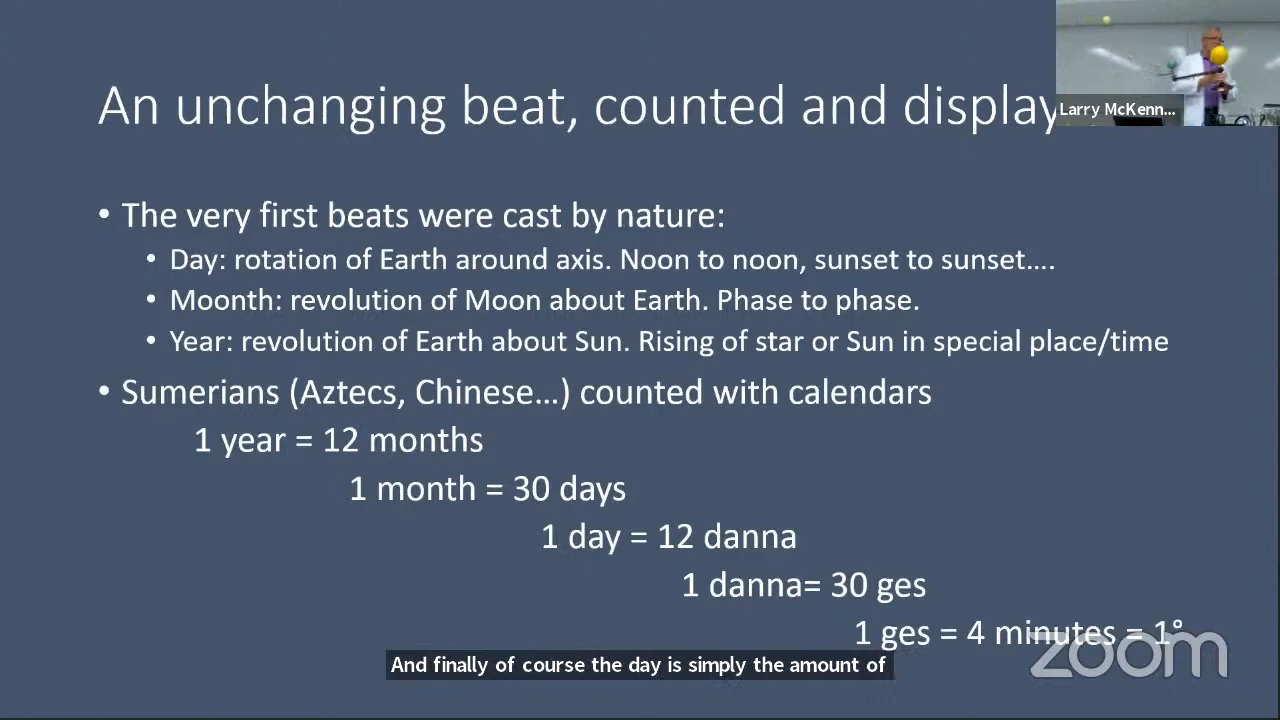 An unchanging beat, counted and display
Larry McKenn...
• The very first beats were cast by nature:
• Day: rotation of Earth around axis. Noon to noon, sunset to sunset....
• Moonth: revolution of Moon about Earth. Phase to phase.
• Year: revolution of Earth about Sun. Rising of star or Sun in special place/time
• Sumerians (Aztecs, Chinese...) counted with calendars
1 year = 12 months
1 month = 30 days
1 day = 12 danna
1 danna= 30 ges
1 ges = 4 minutes = 1°
And finally of course the day is simply the amount of
zoom